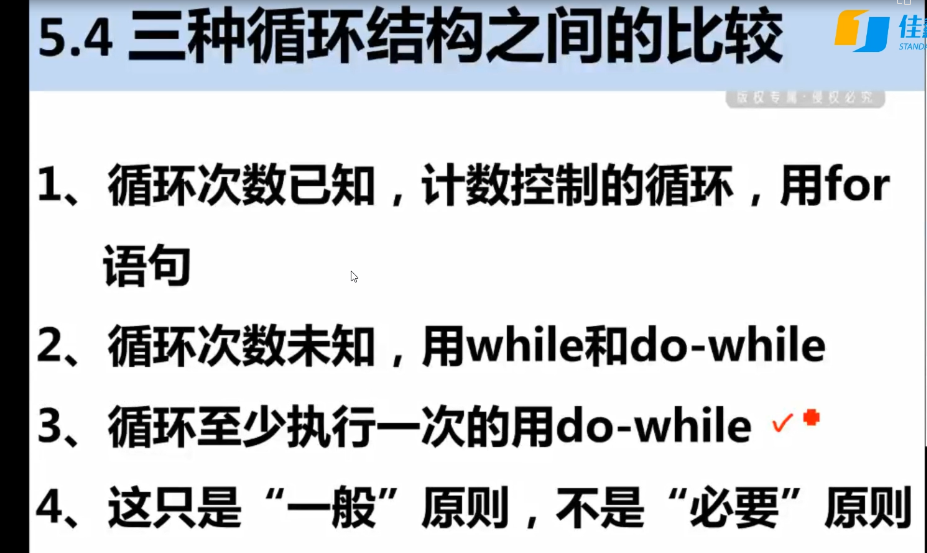 5.4 三种循环结构之间的比较
佳
STAND
版权专属·侵权必究
1、循环次数已知，计数控制的循环，用for
语句
2、循环次数未知，用while和do-while
3、循环至少执行一次的用do-while
4、这只是“一般”原则，不是“必要”原则